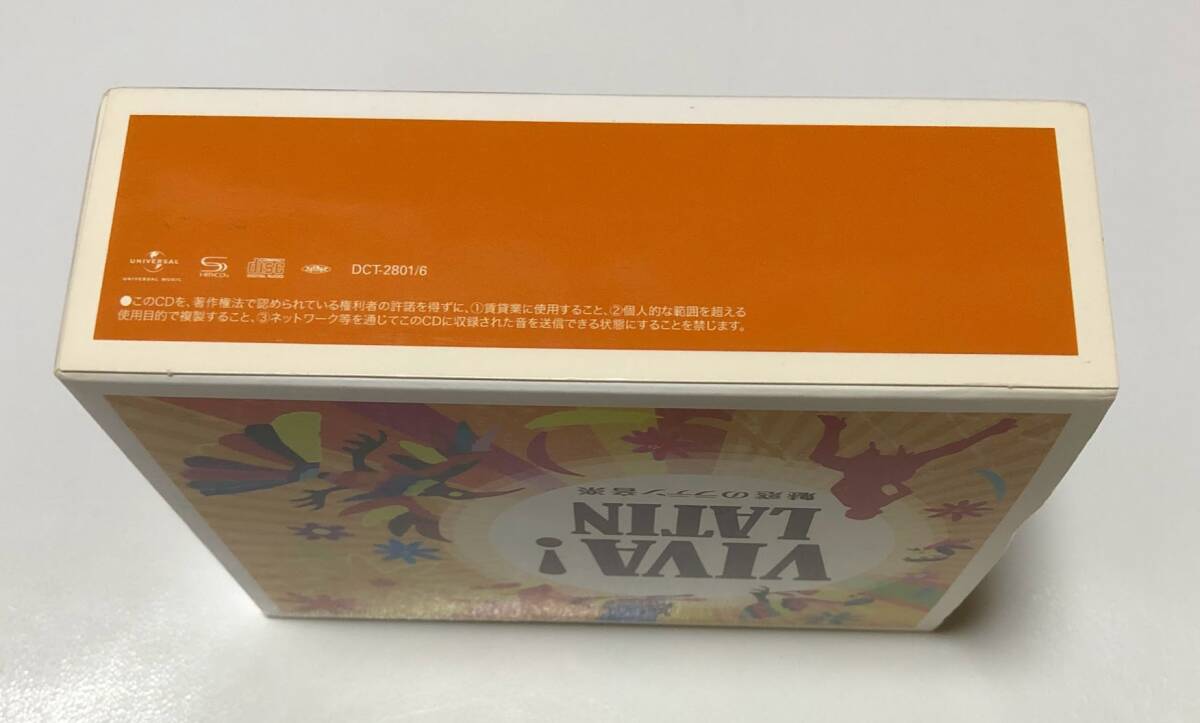 UNIVERSAL
UNIVERSAL MUSIC
SHM-CDs
COMPACT
disc
DIGITAL AUDIO
DCT-2801/6
●このCDを、著作権法で認められている権利者の許諾を得ずに、①賃貸業に使用すること、②個人的な範囲を超える
使用目的で複製すること、③ネットワーク等を通じてこのCDに収録された音を送信できる状態にすることを禁じます。
VIVA!
LATIN
魅惑のラテン音楽